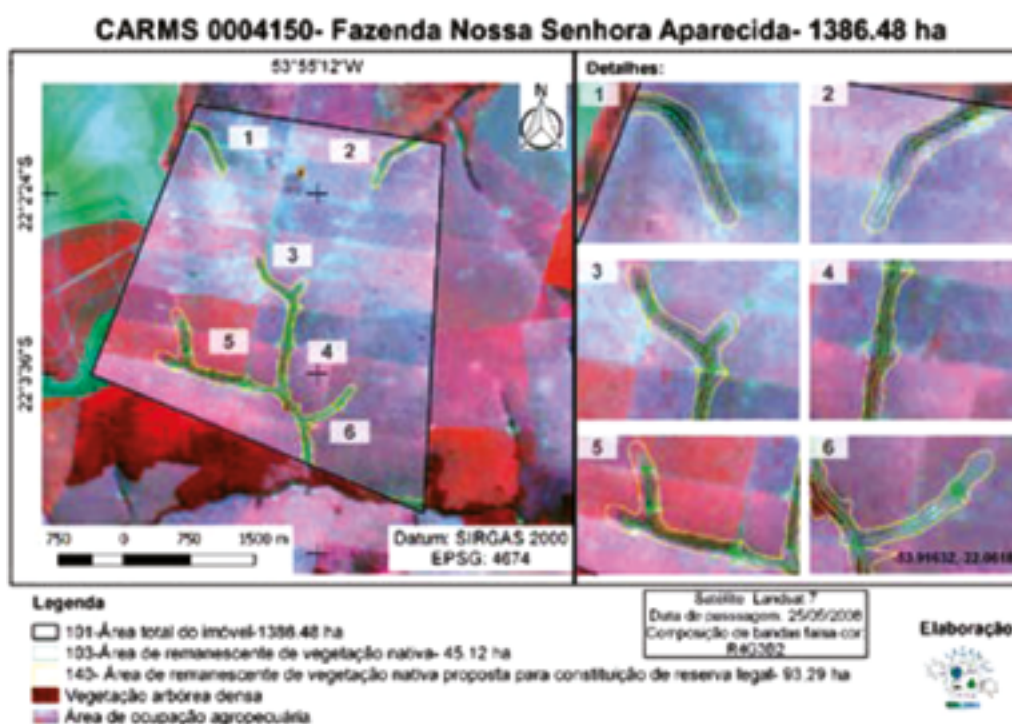 CARMS 0004150- Fazenda Nossa Senhora Aparecida- 1386.48 ha
53°55'12"W
Detalhes:
N
1
2
3
4
5
6
22°2'24"S
22°3'36"S
1
2
3
4
5
6
-53.91632, -22.0618
750 0 750 1500 m
Datum: SIRGAS 2000
EPSG: 4674
Legenda
101-Área total do imóvel-1386.48 ha
103-Área de remanescente de vegetação nativa- 45.12 ha
143- Área de remanescente de vegetação nativa proposta para constituição de reserva legal- 93.29 ha
Vegetação arbórea densa
Área de ocupação agropecuária
Satélite: Landsat 7
Data de passagem: 25/05/2008
Composição de bandas falsa-cor
R4G3B2
Elaboração